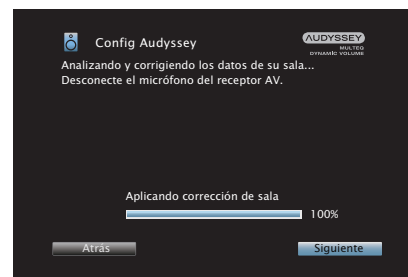 Config Audyssey
AUDYSSEY
MULTEQ
DYNAMIC VOLUME
Analizando y corrigiendo los datos de su sala...
Desconecte el micrófono del receptor AV.
Aplicando corrección de sala
100%
Atrás
Siguiente